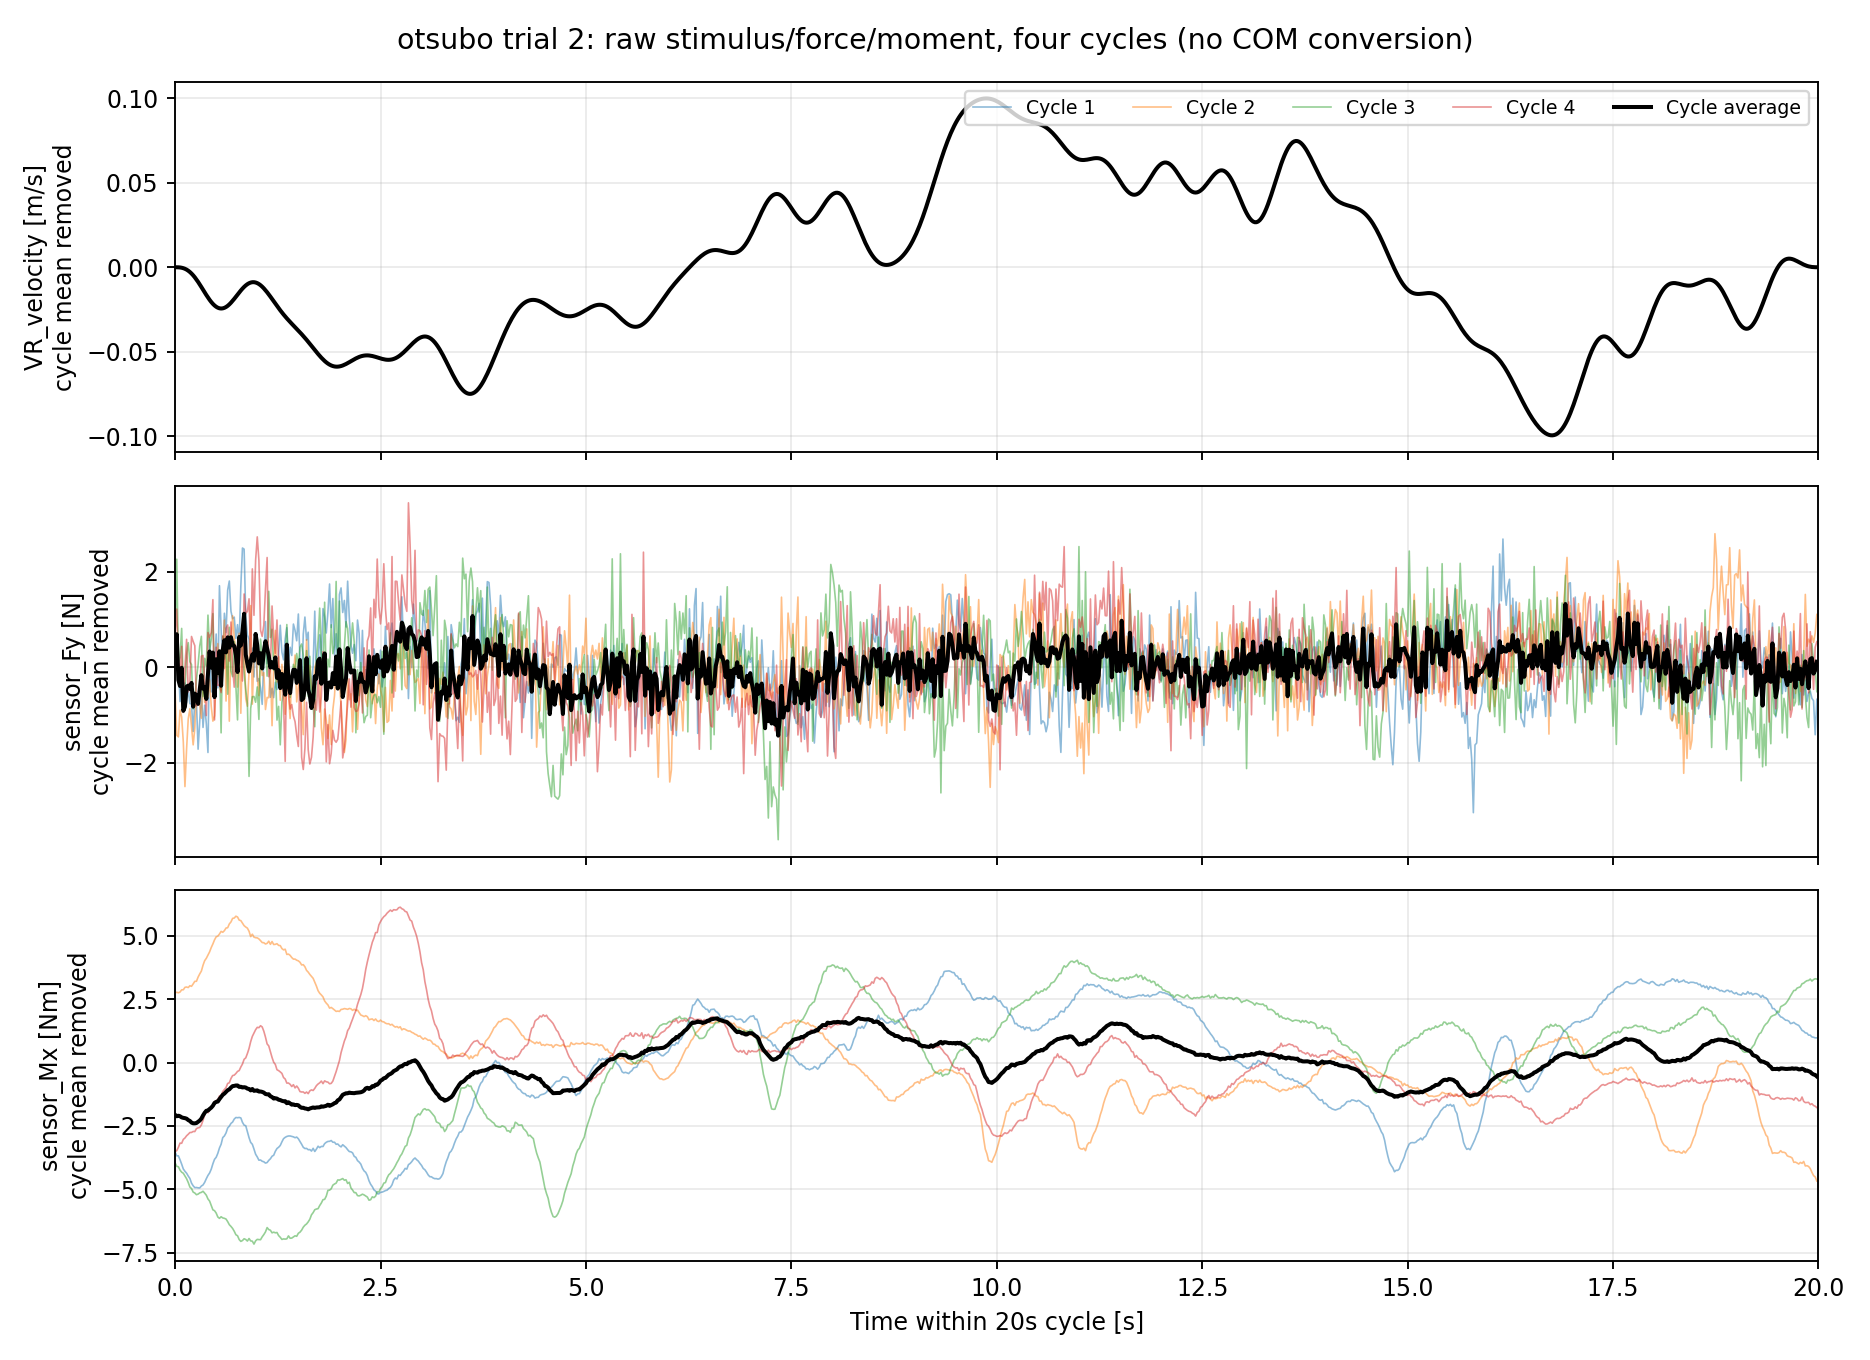 otsubo trial 2: raw stimulus/force/moment, four cycles (no COM conversion)
Cycle 1 Cycle 2 Cycle 3 Cycle 4 Cycle average
VR_velocity [m/s]
cycle mean removed
0.10
0.05
0.00
−0.05
−0.10
sensor_Fy [N]
cycle mean removed
2
0
−2
sensor_Mx [Nm]
cycle mean removed
5.0
2.5
0.0
−2.5
−5.0
−7.5
0.0 2.5 5.0 7.5 10.0 12.5 15.0 17.5 20.0
Time within 20s cycle [s]